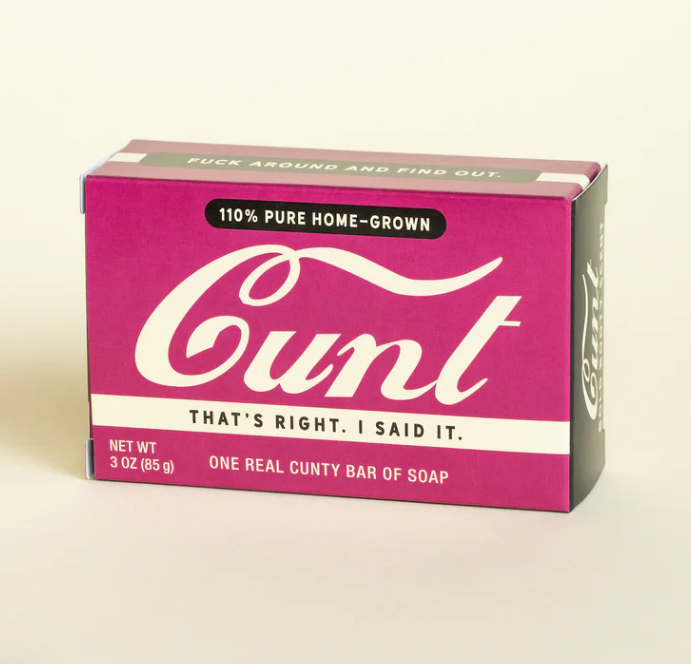 FUCK AROUND AND FIND OUT.
110% PURE HOME-GROWN
Cunt
THAT'S RIGHT. I SAID IT.
NET WT
3 OZ (85 g)
ONE REAL CUNTY BAR OF SOAP
Cunt